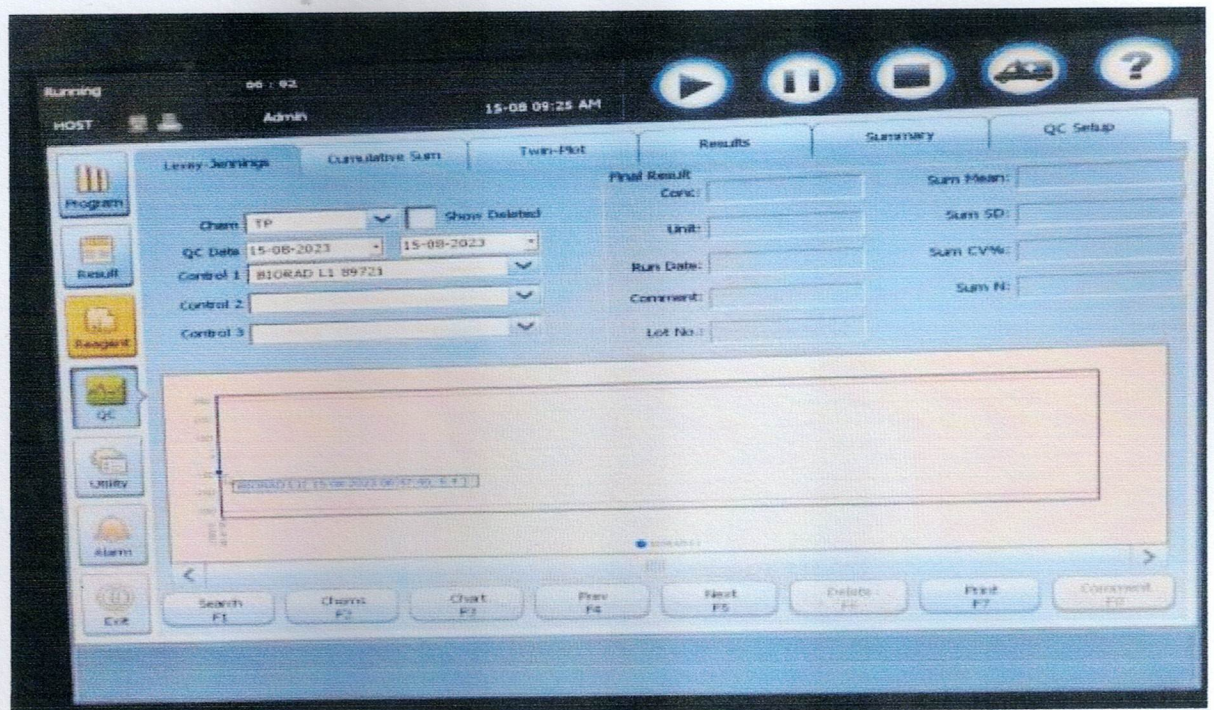 Running 06 : 02
HOST Admin 15-08 09:25 AM
Levey-Jennings Cumulative Sum Twin-Plot Results Summary QC Setup
Program
Result
Reagent
QC
Utility
Alarm
Exit
Chem TP Show Deleted
QC Date 15-08-2023 15-08-2023
Control 1 BIORAD L1 89721
Control 2
Control 3
Final Result
Conc:
Unit:
Run Date:
Comment:
Lot No.:
Sum Mean:
Sum SD:
Sum CV%:
Sum N:
Search F1
Chems F2
Chart F3
Prev F4
Next F5
Delete F6
Print F7
Comment F8